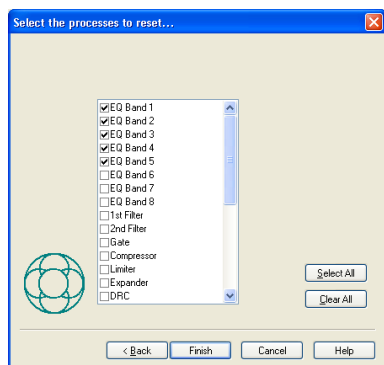 Select the processes to reset...
EQ Band 1
EQ Band 2
EQ Band 3
EQ Band 4
EQ Band 5
EQ Band 6
EQ Band 7
EQ Band 8
1st Filter
2nd Filter
Gate
Compressor
Limiter
Expander
DRC
Select All
Clear All
< Back
Finish
Cancel
Help